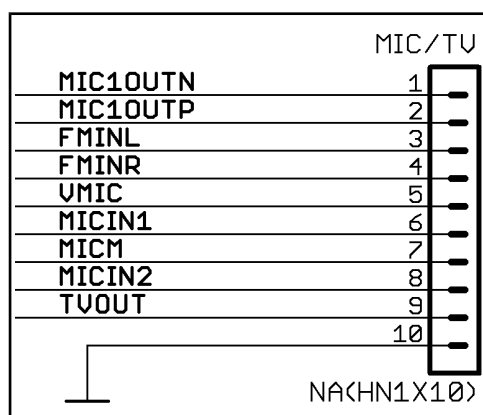 MIC/TV
MIC1OUTN 1
MIC1OUTP 2
FMINL 3
FMINR 4
VMIC 5
MICIN1 6
MICM 7
MICIN2 8
TVOUT 9
10
NA(HN1X10)